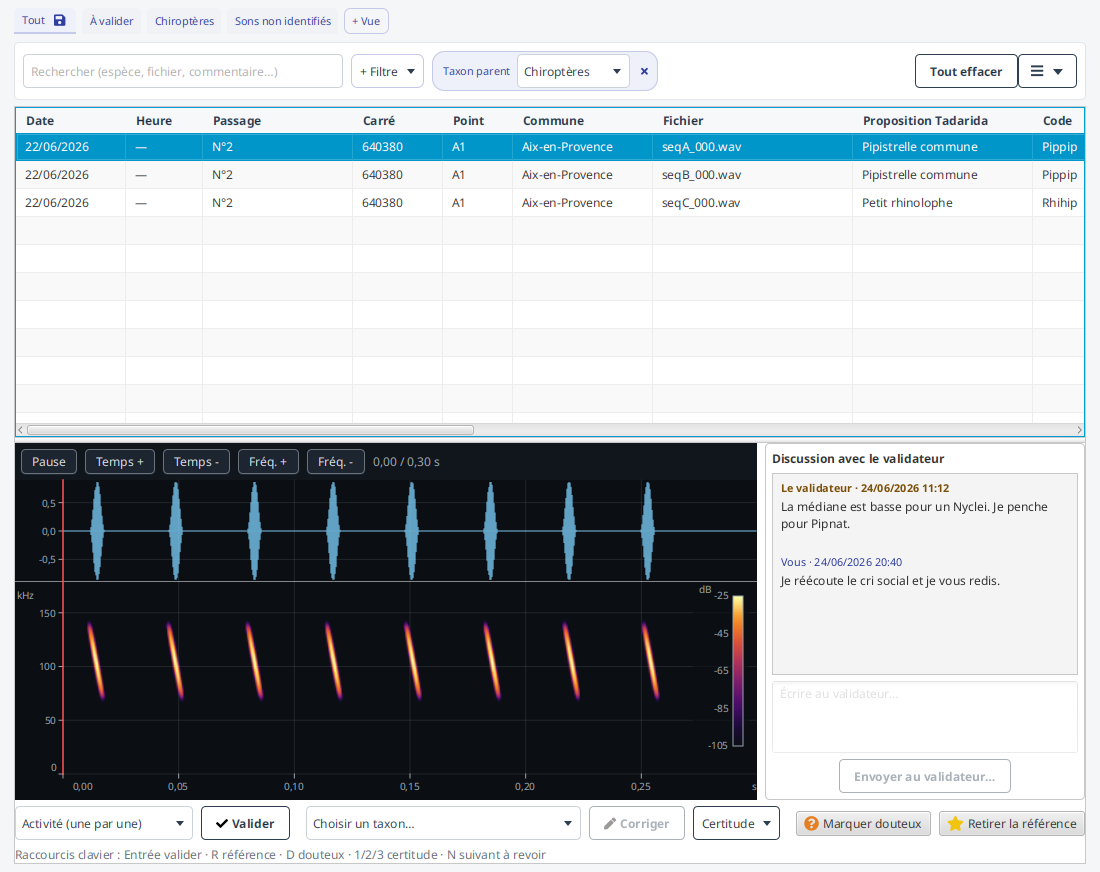 Tout
À valider
Chiroptères
Sons non identifiés
+ Vue
Rechercher (espèce, fichier, commentaire...)
+ Filtre
Taxon parent
Chiroptères
×
Tout effacer
Date Heure Passage Carré Point Commune Fichier Proposition Tadarida Code
22/06/2026 — N°2 640380 A1 Aix-en-Provence seqA_000.wav Pipistrelle commune Pippip
22/06/2026 — N°2 640380 A1 Aix-en-Provence seqB_000.wav Pipistrelle commune Pippip
22/06/2026 — N°2 640380 A1 Aix-en-Provence seqC_000.wav Petit rhinolophe Rhihip
Pause
Temps +
Temps -
Fréq. +
Fréq. -
0,00 / 0,30 s
0,5
0,0
-0,5
kHz
150
100
50
0
dB
-25
-45
-65
-85
-105
0,00 0,05 0,10 0,15 0,20 0,25 s
Discussion avec le validateur
Le validateur · 24/06/2026 11:12
La médiane est basse pour un Nyclei. Je penche
pour Pipnat.
Vous · 24/06/2026 20:40
Je réécoute le cri social et je vous redis.
Écrire au validateur...
Envoyer au validateur...
Activité (une par une)
Valider
Choisir un taxon...
Corriger
Certitude
? Marquer douteux
Retirer la référence
Raccourcis clavier : Entrée valider · R référence · D douteux · 1/2/3 certitude · N suivant à revoir